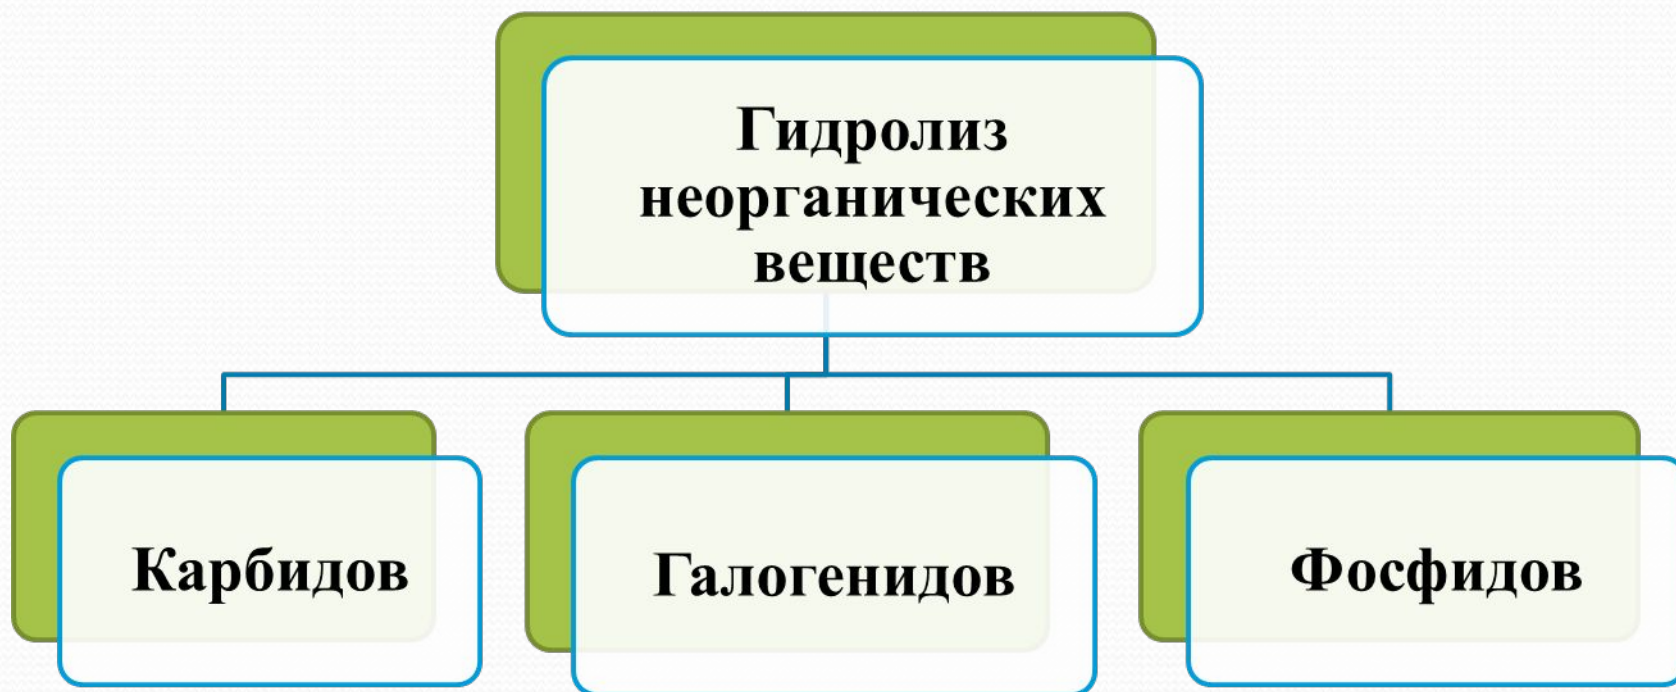 Гидролиз
неорганических
веществ
Карбидов
Галогенидов
Фосфидов